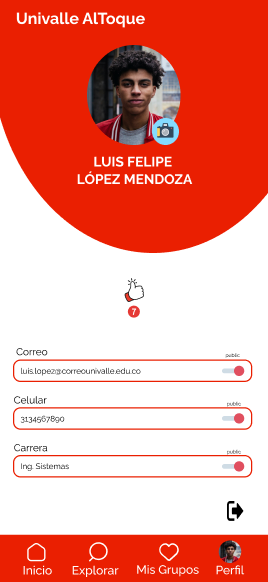 Univalle AlToque
LUIS FELIPE
LÓPEZ MENDOZA
7
Correo
public
luis.lopez@correounivalle.edu.co
Celular
public
3134567890
Carrera
public
Ing. Sistemas
Inicio Explorar Mis Grupos Perfil